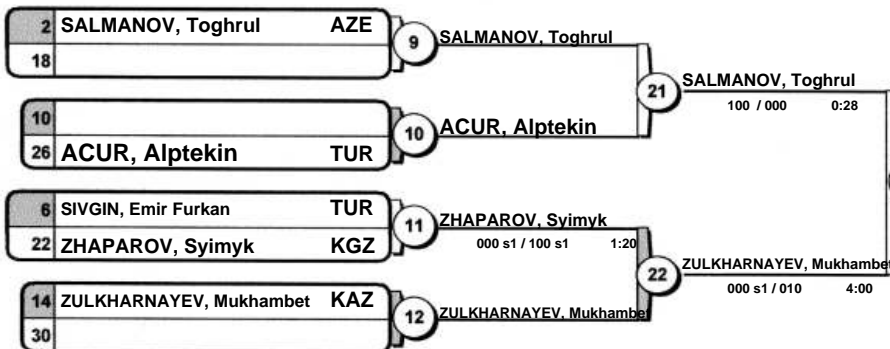 2 SALMANOV, Toghrul AZE
18
9 SALMANOV, Toghrul
10
26 ACUR, Alptekin TUR
10 ACUR, Alptekin
21 SALMANOV, Toghrul
100 / 000 0:28
6 SIVGIN, Emir Furkan TUR
22 ZHAPAROV, Syimyk KGZ
11 ZHAPAROV, Syimyk
000 s1 / 100 s1 1:20
14 ZULKHARNAYEV, Mukhambet KAZ
30
12 ZULKHARNAYEV, Mukhambet
22 ZULKHARNAYEV, Mukhambet
000 s1 / 010 4:00